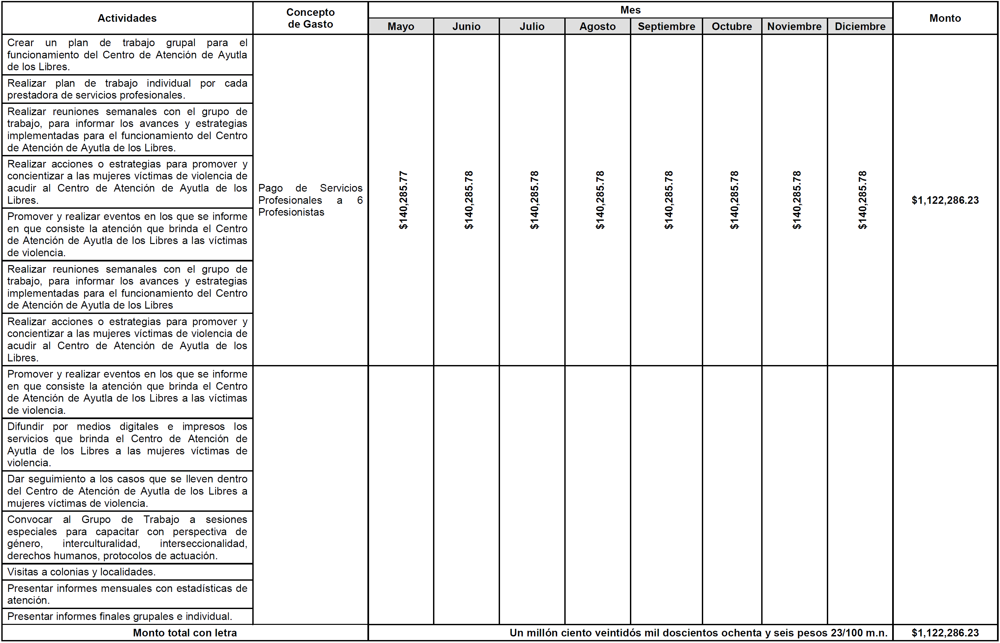 Actividades
Concepto
de Gasto
Mes
Monto
Mayo
Junio
Julio
Agosto
Septiembre
Octubre
Noviembre
Diciembre
Crear un plan de trabajo grupal para el
funcionamiento del Centro de Atención de Ayutla
de los Libres.
Realizar plan de trabajo individual por cada
prestadora de servicios profesionales.
Realizar reuniones semanales con el grupo de
trabajo, para informar los avances y estrategias
implementadas para el funcionamiento del Centro
de Atención de Ayutla de los Libres.
Realizar acciones o estrategias para promover y
concientizar a las mujeres víctimas de violencia de
acudir al Centro de Atención de Ayutla de los
Libres.
Promover y realizar eventos en los que se informe
en que consiste la atención que brinda el Centro
de Atención de Ayutla de los Libres a las víctimas
de violencia.
Realizar reuniones semanales con el grupo de
trabajo, para informar los avances y estrategias
implementadas para el funcionamiento del Centro
de Atención de Ayutla de los Libres
Realizar acciones o estrategias para promover y
concientizar a las mujeres víctimas de violencia de
acudir al Centro de Atención de Ayutla de los
Libres.
Pago de Servicios
Profesionales a 6
Profesionistas
$140,285.77
$140,285.78
$140,285.78
$140,285.78
$140,285.78
$140,285.78
$140,285.78
$140,285.78
$1,122,286.23
Promover y realizar eventos en los que se informe
en que consiste la atención que brinda el Centro
de Atención de Ayutla de los Libres a las víctimas
de violencia.
Difundir por medios digitales e impresos los
servicios que brinda el Centro de Atención de
Ayutla de los Libres a las mujeres víctimas de
violencia.
Dar seguimiento a los casos que se lleven dentro
del Centro de Atención de Ayutla de los Libres a
mujeres víctimas de violencia.
Convocar al Grupo de Trabajo a sesiones
especiales para capacitar con perspectiva de
género, interculturalidad, interseccionalidad,
derechos humanos, protocolos de actuación.
Visitas a colonias y localidades.
Presentar informes mensuales con estadísticas de
atención.
Presentar informes finales grupales e individual.
Monto total con letra
Un millón ciento veintidós mil doscientos ochenta y seis pesos 23/100 m.n.
$1,122,286.23